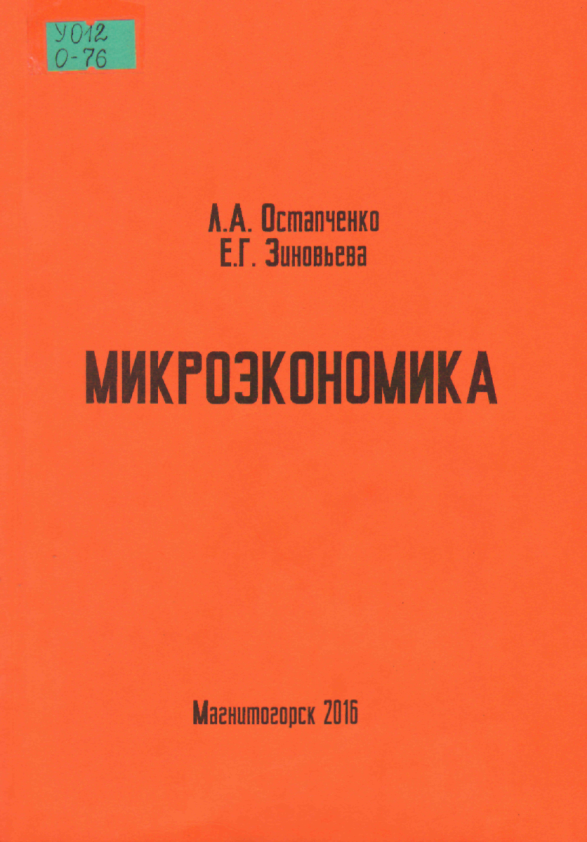 У012
О-76
Л.А. Остапченко
Е.Г. Зиновьева
МИКРОЭКОНОМИКА
Магнитогорск 2016